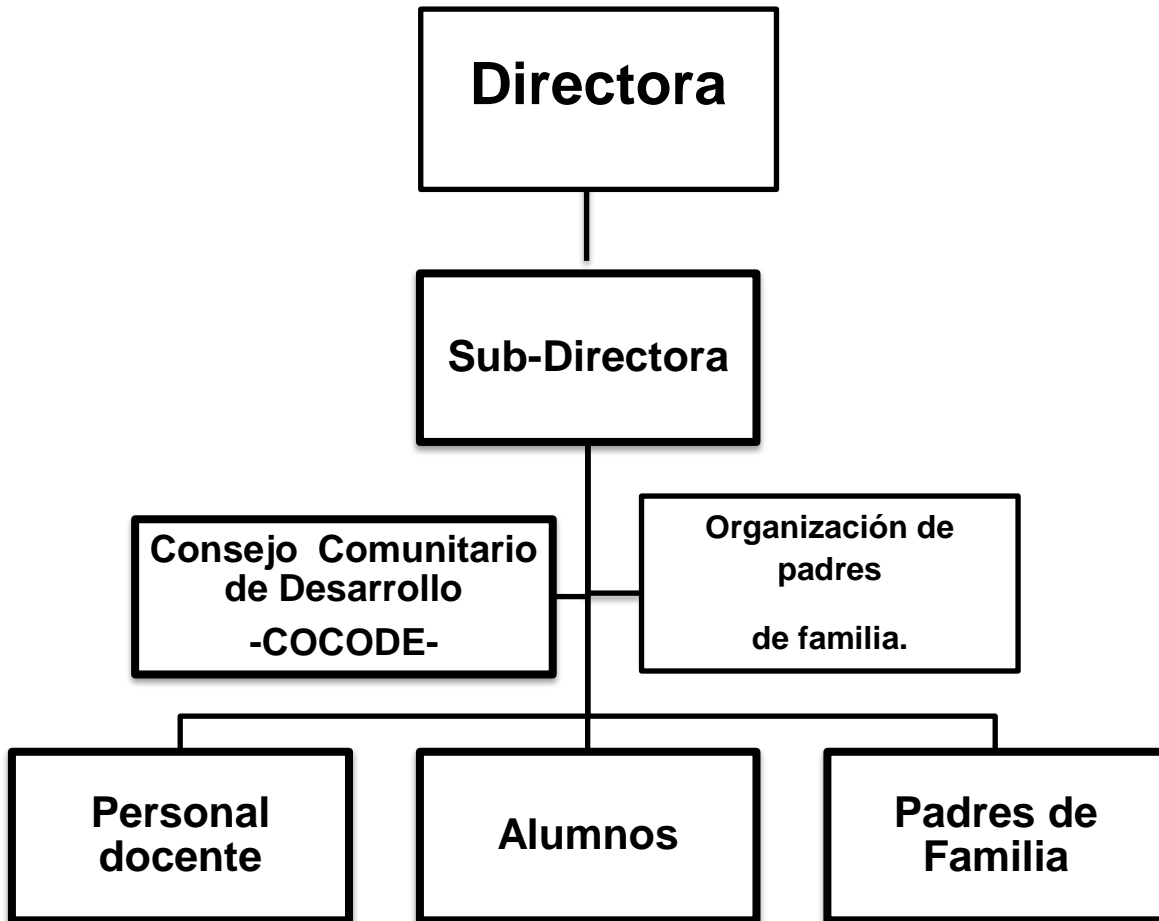 Directora
Sub-Directora
Consejo Comunitario
de Desarrollo
-COCODE-
Organización de
padres
de familia.
Personal
docente
Alumnos
Padres de
Familia